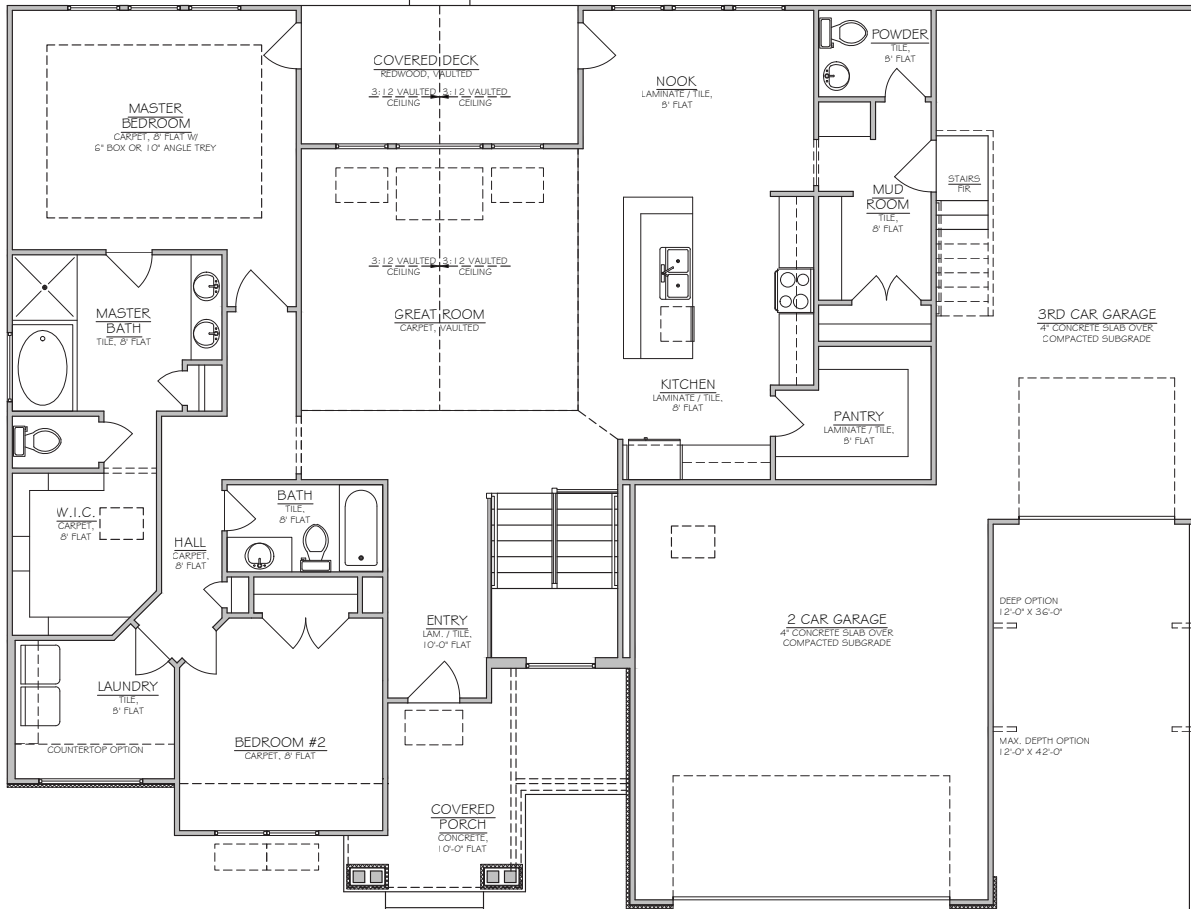 MASTER
BEDROOM
CARPET, 8' FLAT W/
6" BOX OR 10" ANGLE TREY
COVERED DECK
REDWOOD, VAULTED
3:12 VAULTED
CEILING
3:12 VAULTED
CEILING
NOOK
LAMINATE / TILE,
8' FLAT
POWDER
TILE,
8' FLAT
MUD
ROOM
TILE,
8' FLAT
STAIRS
FIR
3:12 VAULTED
CEILING
3:12 VAULTED
CEILING
GREAT ROOM
CARPET, VAULTED
MASTER
BATH
TILE, 8' FLAT
3RD CAR GARAGE
4" CONCRETE SLAB OVER
COMPACTED SUBGRADE
KITCHEN
LAMINATE / TILE,
8' FLAT
PANTRY
LAMINATE / TILE,
8' FLAT
W.I.C.
CARPET,
8' FLAT
HALL
CARPET,
8' FLAT
BATH
TILE,
8' FLAT
ENTRY
LAM. / TILE,
10'-0" FLAT
2 CAR GARAGE
4" CONCRETE SLAB OVER
COMPACTED SUBGRADE
DEEP OPTION
12'-0" X 36'-0"
LAUNDRY
TILE,
8' FLAT
COUNTERTOP OPTION
BEDROOM #2
CARPET, 8' FLAT
MAX. DEPTH OPTION
12'-0" X 42'-0"
COVERED
PORCH
CONCRETE,
10'-0" FLAT